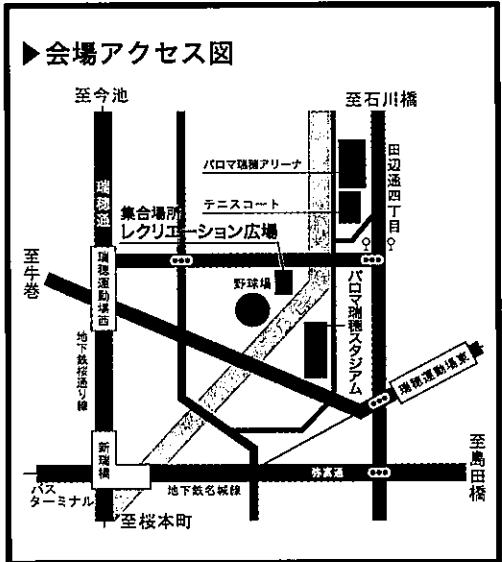 ▶会場アクセス図
至今池
至石川橋
瑞穂通
パロマ瑞穂アリーナ
テニスコート
田辺通四丁目
集合場所
レクリエーション広場
至牛巻
瑞穂運動場西
野球場
パロマ瑞穂スタジアム
地下鉄桜通り線
瑞穂運動場東
新瑞橋
至島田橋
バス
ターミナル
地下鉄名城線
弥富通
至桜本町